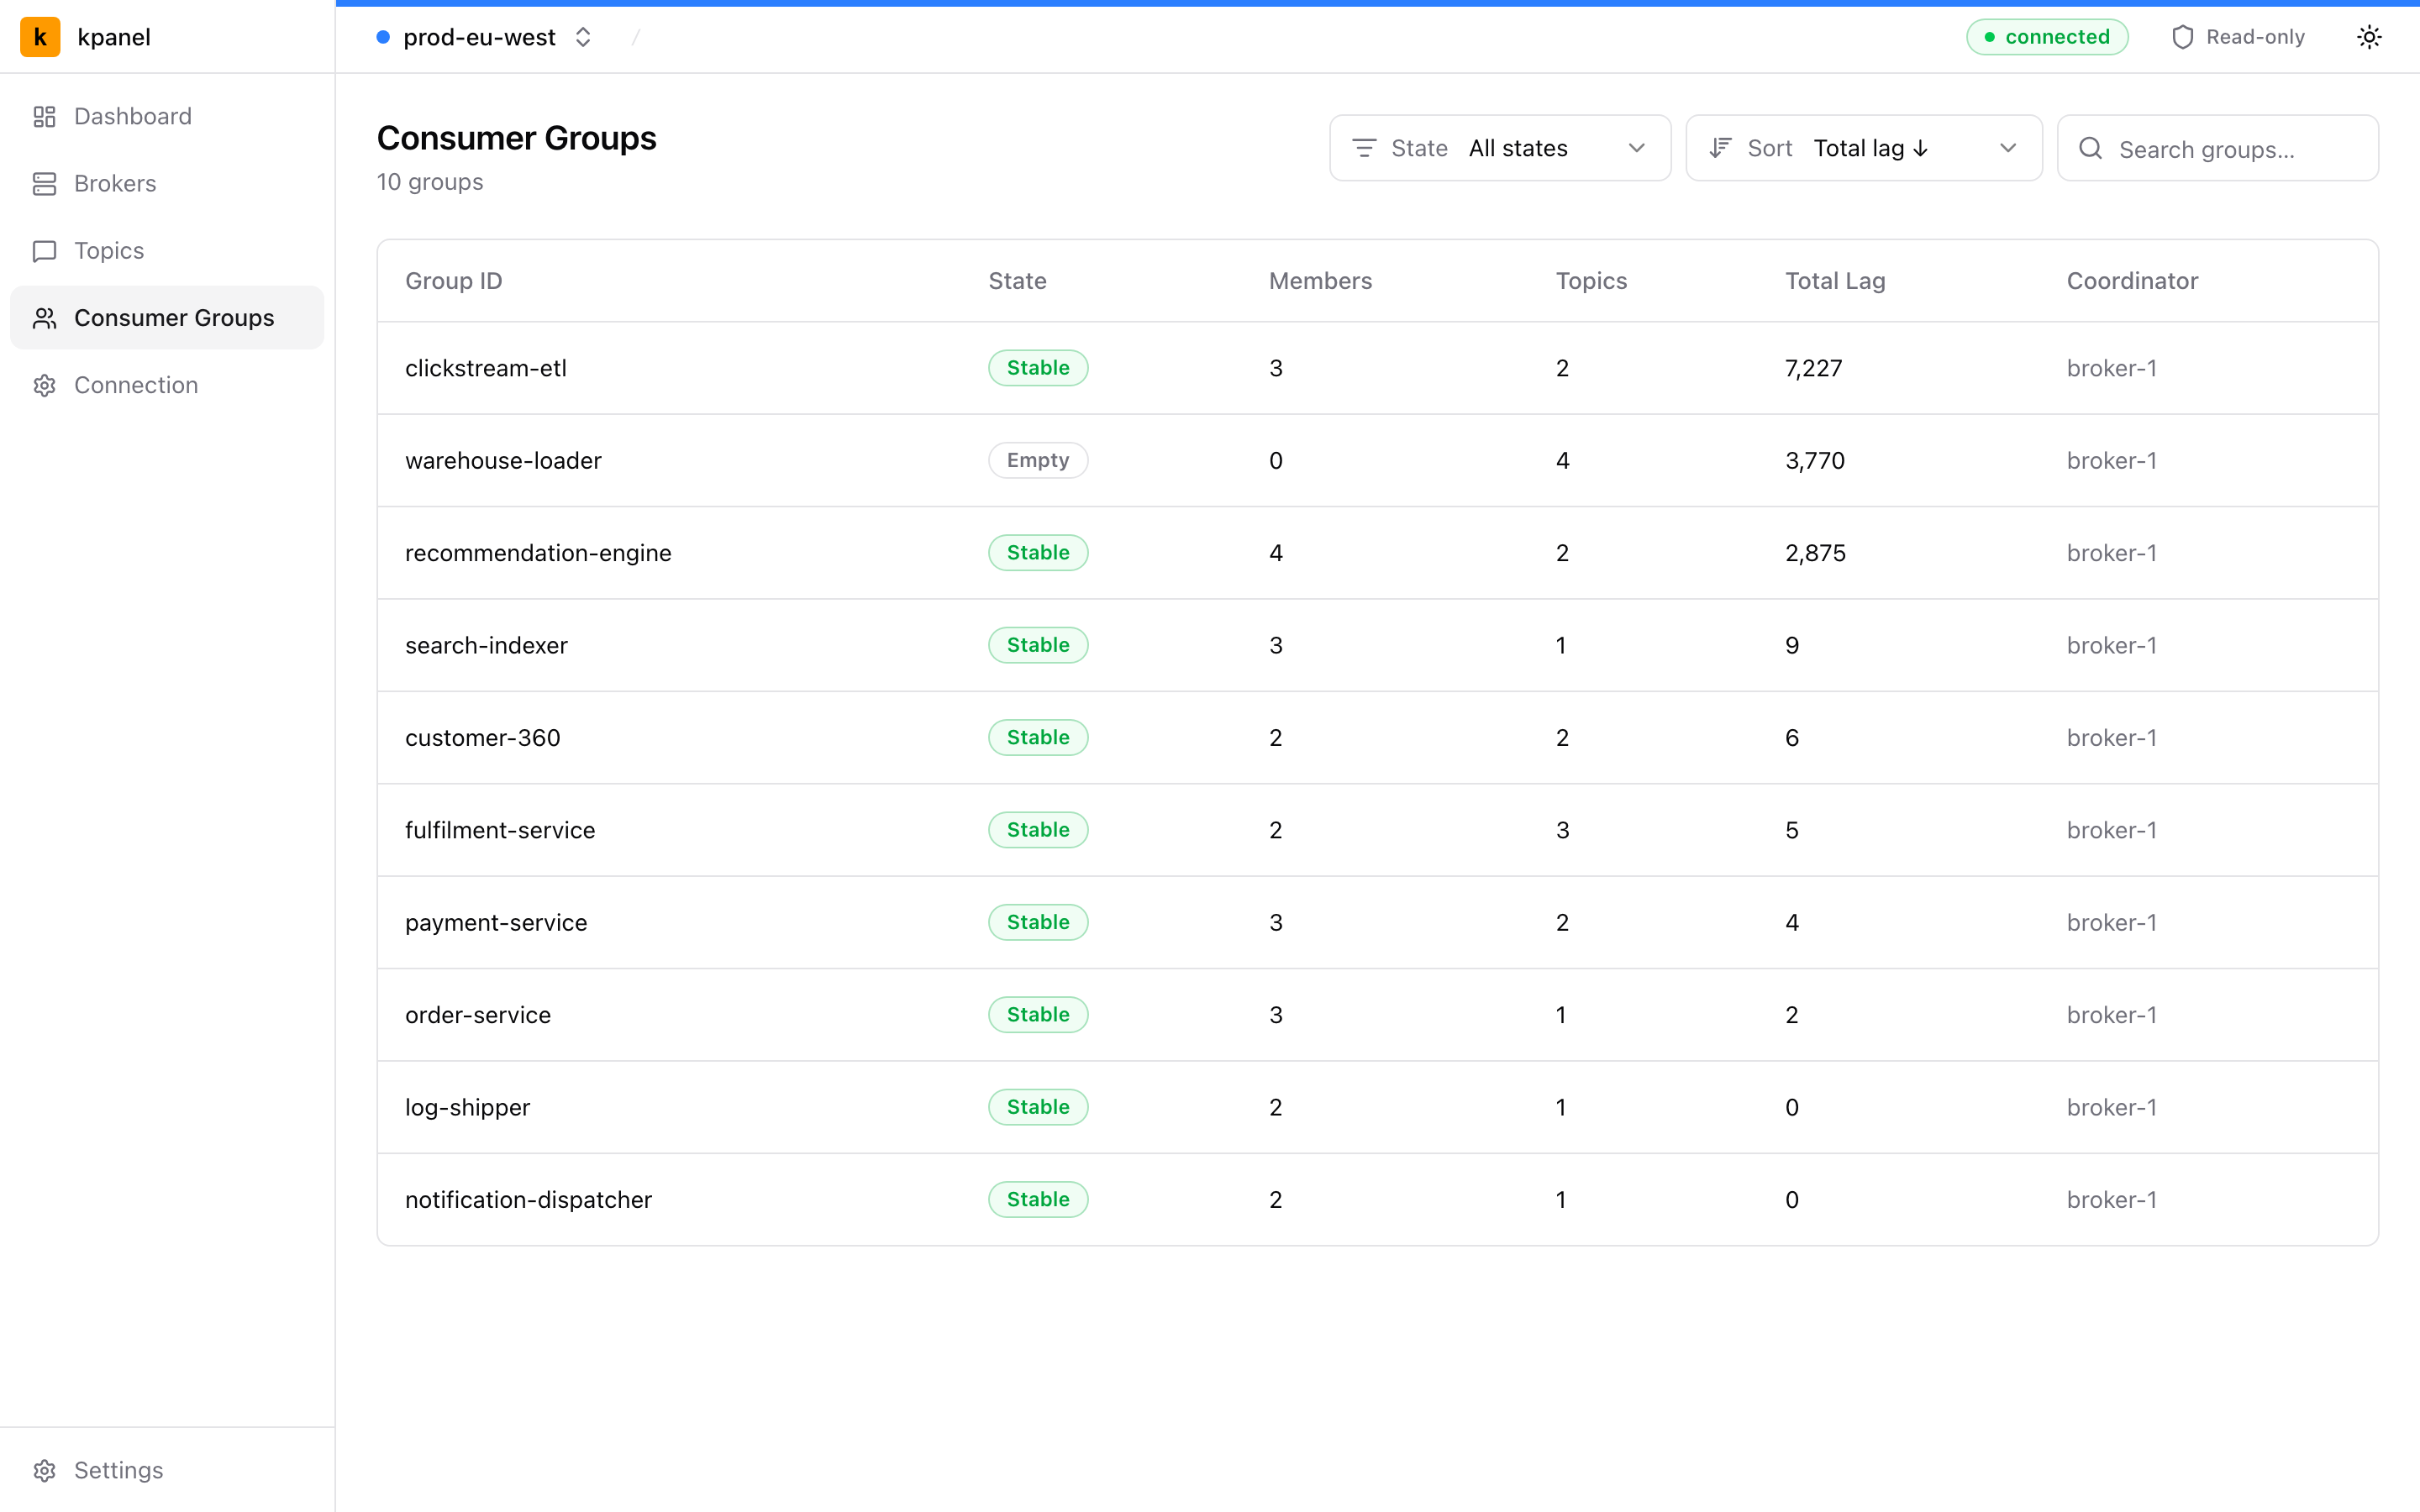 k kpanel
prod-eu-west /
connected
Read-only
Dashboard
Brokers
Topics
Consumer Groups
Connection
Settings
Consumer Groups
10 groups
State All states
Sort Total lag ↓
Search groups...
Group ID State Members Topics Total Lag Coordinator
clickstream-etl Stable 3 2 7,227 broker-1
warehouse-loader Empty 0 4 3,770 broker-1
recommendation-engine Stable 4 2 2,875 broker-1
search-indexer Stable 3 1 9 broker-1
customer-360 Stable 2 2 6 broker-1
fulfilment-service Stable 2 3 5 broker-1
payment-service Stable 3 2 4 broker-1
order-service Stable 3 1 2 broker-1
log-shipper Stable 2 1 0 broker-1
notification-dispatcher Stable 2 1 0 broker-1